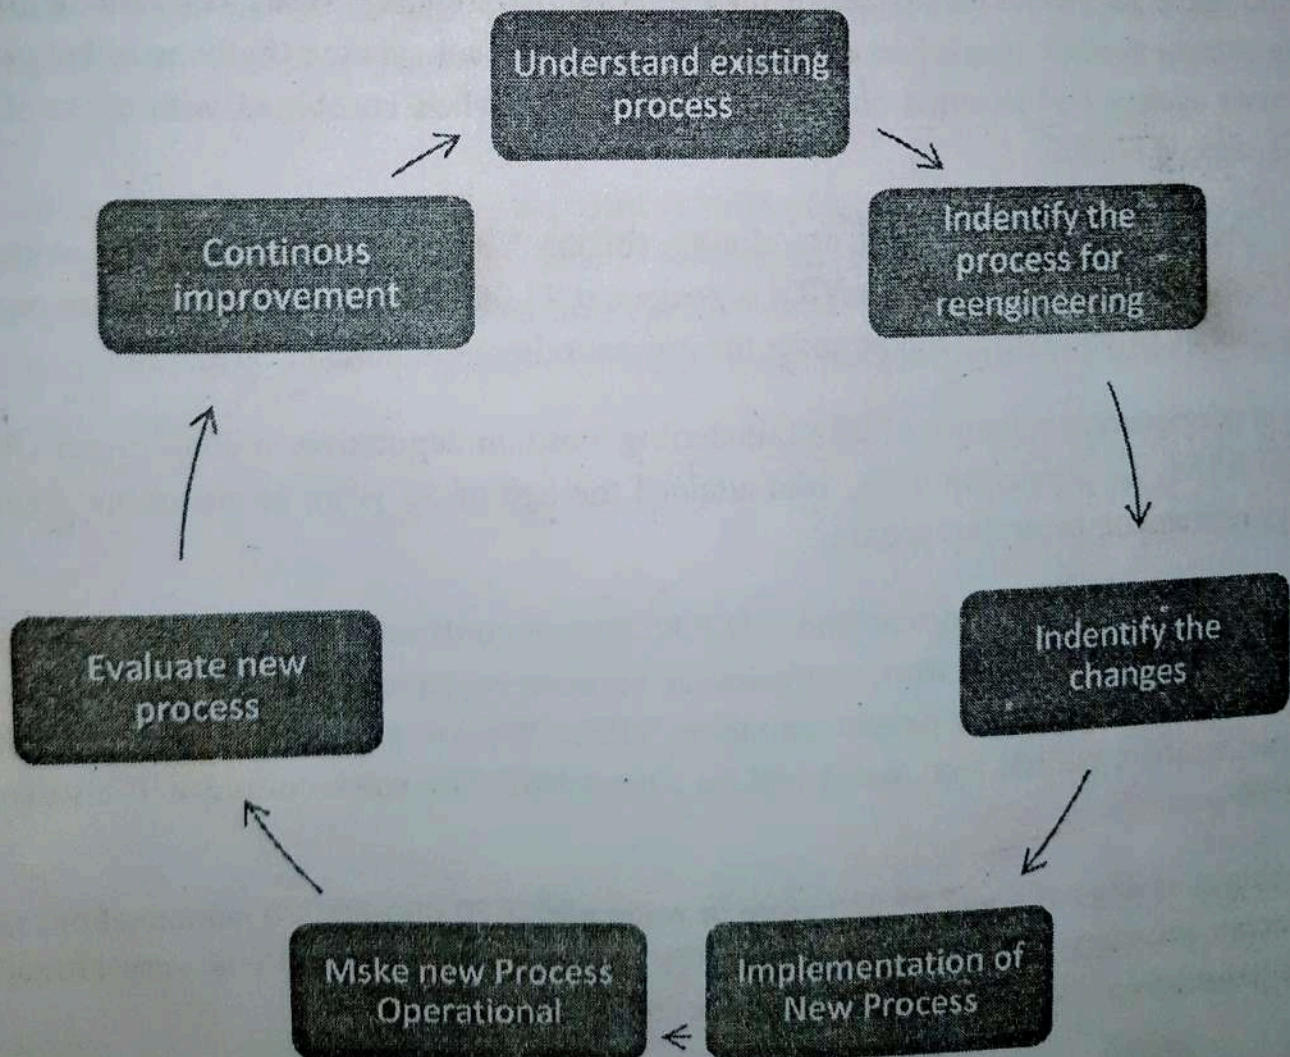 Understand existing
process
Indentify the
process for
reengineering
Indentify the
changes
Implementation of
New Process
Mske new Process
Operational
Evaluate new
process
Continous
improvement